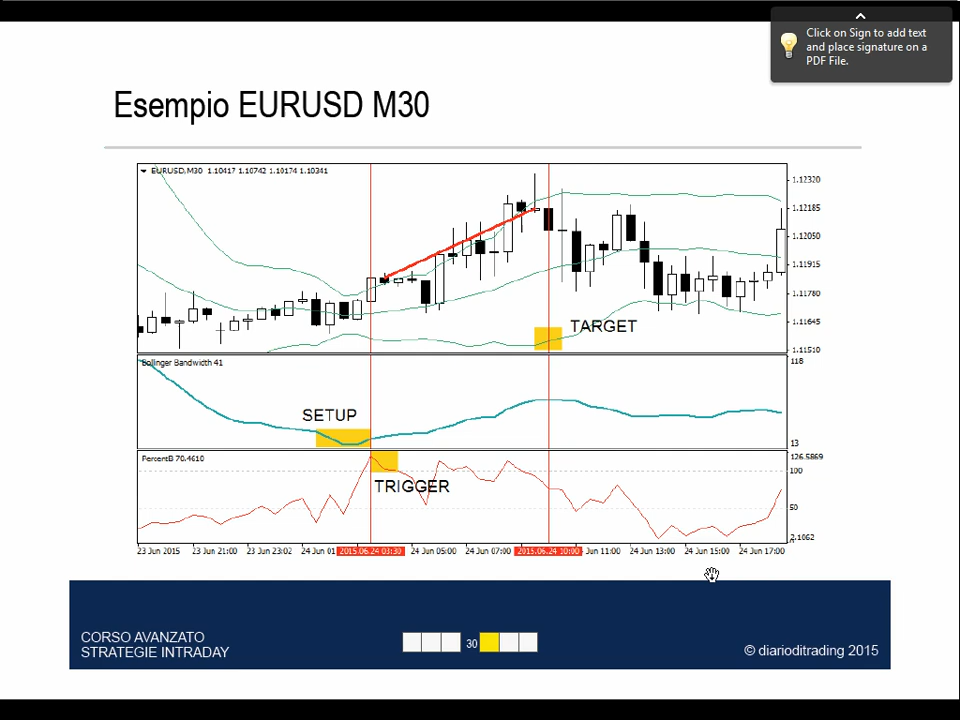 Click on Sign to add text
and place signature on a
PDF File.
Esempio EURUSD M30
EURUSD,M30 1.10417 1.10742 1.10174 1.10341
1.12320
1.12185
1.12050
1.11915
1.11780
1.11645
1.11510
TARGET
Bollinger Bandwidth 41
118
SETUP
13
PercentB 70.4610
126.5869
100
TRIGGER
50
2.1062
23 Jun 2015 23 Jun 21:00 23 Jun 23:02 24 Jun 01 2015.06.24 03:30 24 Jun 05:00 24 Jun 07:00 2015.06.24 10:00 Jun 11:00 24 Jun 13:00 24 Jun 15:00 24 Jun 17:00
CORSO AVANZATO
STRATEGIE INTRADAY
30
© diarioditrading 2015